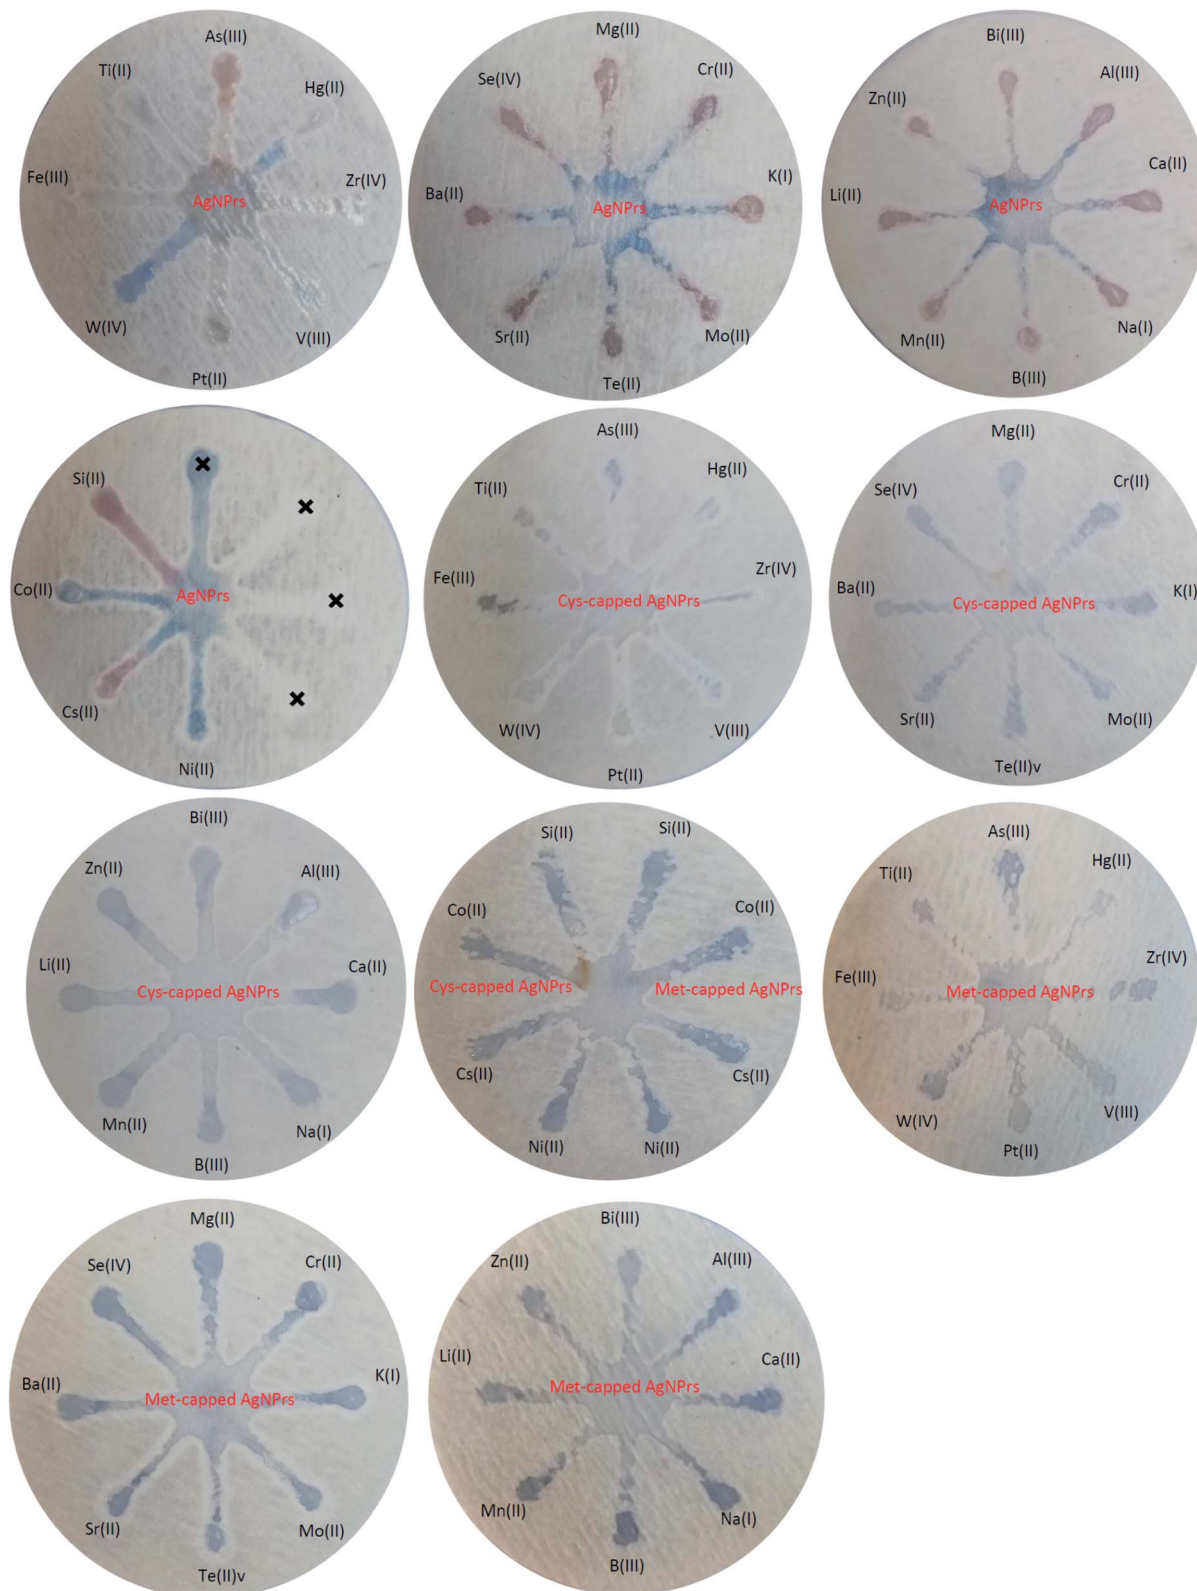 As(III)
Ti(II)
Hg(II)
Fe(III)
AgNPrs
Zr(IV)
W(IV)
V(III)
Pt(II)
Mg(II)
Se(IV)
Cr(II)
Ba(II)
AgNPrs
K(I)
Sr(II)
Mo(II)
Te(II)
Bi(III)
Al(III)
Zn(II)
Ca(II)
Li(II)
AgNPrs
Mn(II)
Na(I)
B(III)
Si(II)
Co(II)
AgNPrs
Cs(II)
Ni(II)
As(III)
Hg(II)
Ti(II)
Fe(III)
Zr(IV)
Cys-capped AgNPrs
W(IV)
V(III)
Pt(II)
Mg(II)
Se(IV)
Cr(II)
Ba(II)
Cys-capped AgNPrs
K(I)
Sr(II)
Mo(II)
Te(II)v
Bi(III)
Zn(II)
Al(III)
Li(II)
Cys-capped AgNPrs
Ca(II)
Mn(II)
Na(I)
B(III)
Si(II)
Si(II)
Co(II)
Co(II)
Cys-capped AgNPrs
Met-capped AgNPrs
Cs(II)
Cs(II)
Ni(II)
Ni(II)
As(III)
Hg(II)
Ti(II)
Zr(IV)
Fe(III)
Met-capped AgNPrs
W(IV)
V(III)
Pt(II)
Mg(II)
Se(IV)
Cr(II)
Ba(II)
Met-capped AgNPrs
K(I)
Sr(II)
Mo(II)
Te(II)v
Bi(III)
Zn(II)
Al(III)
Li(II)
Met-capped AgNPrs
Ca(II)
Mn(II)
Na(I)
B(III)